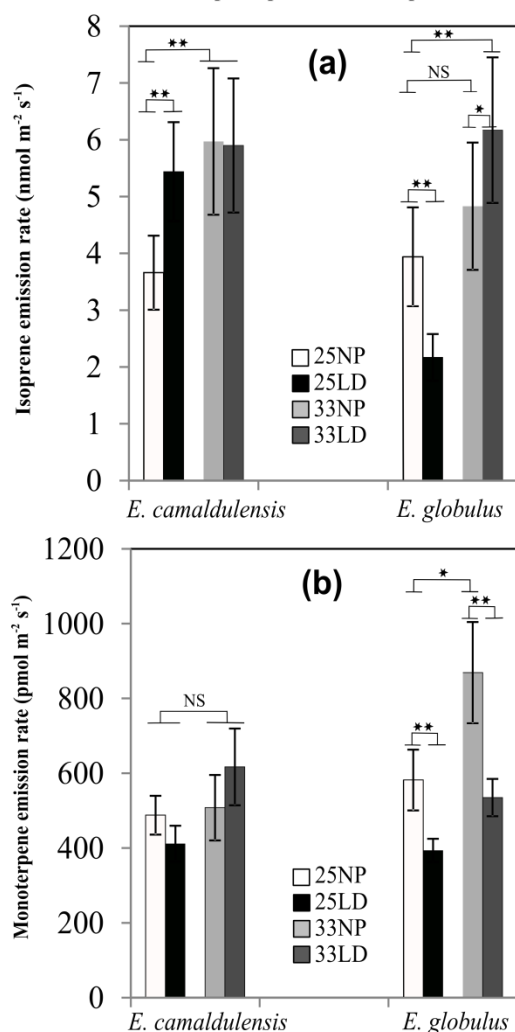 (a)
Isoprene emission rate (nmol m⁻² s⁻¹)
8
7
6
5
4
3
2
1
0
**
**
**
NS
*
**
25NP
25LD
33NP
33LD
E. camaldulensis E. globulus
(b)
Monoterpene emission rate (pmol m⁻² s⁻¹)
1200
1000
800
600
400
200
0
NS
*
**
**
25NP
25LD
33NP
33LD
E. camaldulensis E. globulus